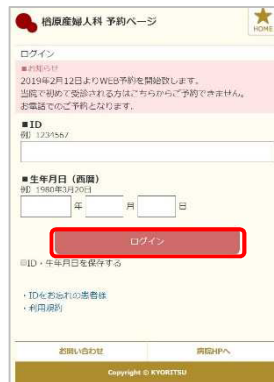 楢原産婦人科 予約ページ
HOME
ログイン
■お知らせ
2019年2月12日よりWEB予約を開始致します。
当院で初めて受診される方はこちらからご予約できません。
お電話でのご予約となります。
■ID
例）1234567
■生年月日（西暦）
例）1980年3月20日
年 月 日
ログイン
ID・生年月日を保存する
・IDをお忘れの患者様
・利用規約
お問い合わせ 病院HPへ
Copyright © KYORITSU